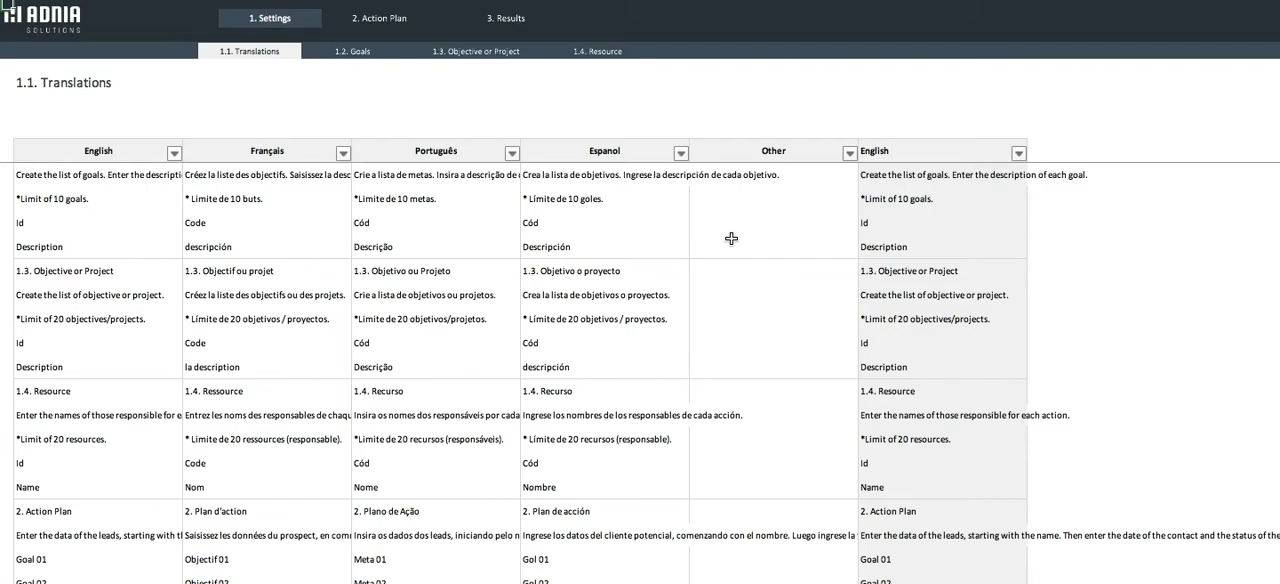 ADNIA
SOLUTIONS
1. Settings 2. Action Plan 3. Results
1.1. Translations 1.2. Goals 1.3. Objective or Project 1.4. Resource
1.1. Translations
English Français Português Espanol Other English
Create the list of goals. Enter the descripti Créez la liste des objectifs. Saisissez la desc Crie a lista de metas. Insira a descrição de Crea la lista de objetivos. Ingrese la descripción de cada objetivo. Create the list of goals. Enter the description of each goal.
*Limit of 10 goals. * Limite de 10 buts. *Limite de 10 metas. * Límite de 10 goles. *Limit of 10 goals.
Id Code Cód Cód Id
Description descripción Descrição Descripción Description
1.3. Objective or Project 1.3. Objectif ou projet 1.3. Objetivo ou Projeto 1.3. Objetivo o proyecto 1.3. Objective or Project
Create the list of objective or project. Créez la liste des objectifs ou des projets. Crie a lista de objetivos ou projetos. Crea la lista de objetivos o proyectos. Create the list of objective or project.
*Limit of 20 objectives/projects. * Límite de 20 objetivos / proyectos. *Limite de 20 objetivos/projetos. * Límite de 20 objetivos / proyectos. *Limit of 20 objectives/projects.
Id Code Cód Cód Id
Description la description Descrição descripción Description
1.4. Resource 1.4. Ressource 1.4. Recurso 1.4. Recurso 1.4. Resource
Enter the names of those responsible for e Entrez les noms des responsables de chaqu Insira os nomes dos responsáveis por cada Ingrese los nombres de los responsables de cada acción. Enter the names of those responsible for each action.
*Limit of 20 resources. * Limite de 20 ressources (responsable). *Limite de 20 recursos (responsáveis). * Límite de 20 recursos (responsable). *Limit of 20 resources.
Id Code Cód Cód Id
Name Nom Nome Nombre Name
2. Action Plan 2. Plan d'action 2. Plano de Ação 2. Plan de acción 2. Action Plan
Enter the data of the leads, starting with tl Saisissez les données du prospect, en com Insira os dados dos leads, iniciando pelo n Ingrese los datos del cliente potencial, comenzando con el nombre. Luego ingrese la Enter the data of the leads, starting with the name. Then enter the date of the contact and the status of the
Goal 01 Objectif 01 Meta 01 Gol 01 Goal 01
Goal 02 Objectif 02 Meta 02 Gol 02 Goal 02